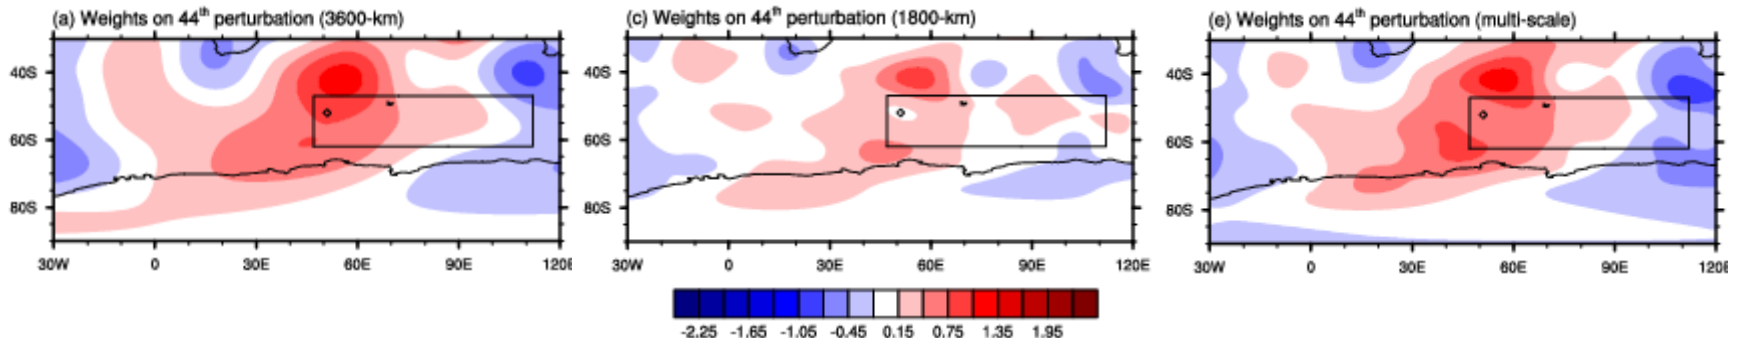 (a) Weights on 44th perturbation (3600-km)
40S
60S
80S
30W 0 30E 60E 90E 120E
(c) Weights on 44th perturbation (1800-km)
40S
60S
80S
30W 0 30E 60E 90E 120E
(e) Weights on 44th perturbation (multi-scale)
40S
60S
80S
30W 0 30E 60E 90E 120E
-2.25 -1.65 -1.05 -0.45 0.15 0.75 1.35 1.95